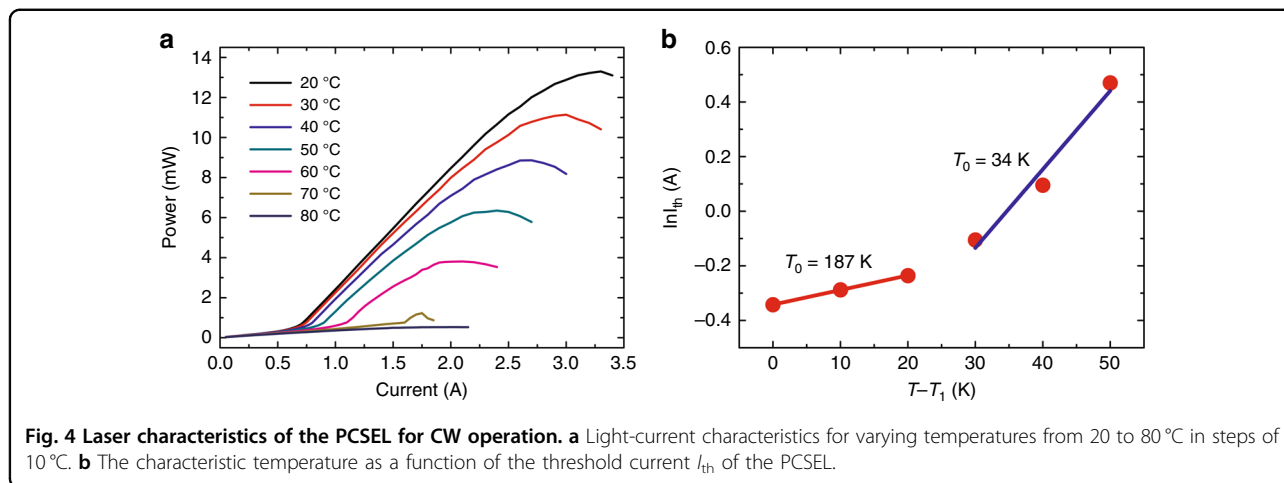 a
14
12
10
8
6
4
2
0
Power (mW)
20 °C
30 °C
40 °C
50 °C
60 °C
70 °C
80 °C
0.0 0.5 1.0 1.5 2.0 2.5 3.0 3.5
Current (A)
b
0.6
0.4
0.2
0.0
−0.2
−0.4
lnI_th (A)
T_0 = 187 K
T_0 = 34 K
0 10 20 30 40 50
T–T_1 (K)
Fig. 4 Laser characteristics of the PCSEL for CW operation. a Light-current characteristics for varying temperatures from 20 to 80 °C in steps of
10 °C. b The characteristic temperature as a function of the threshold current I_th of the PCSEL.